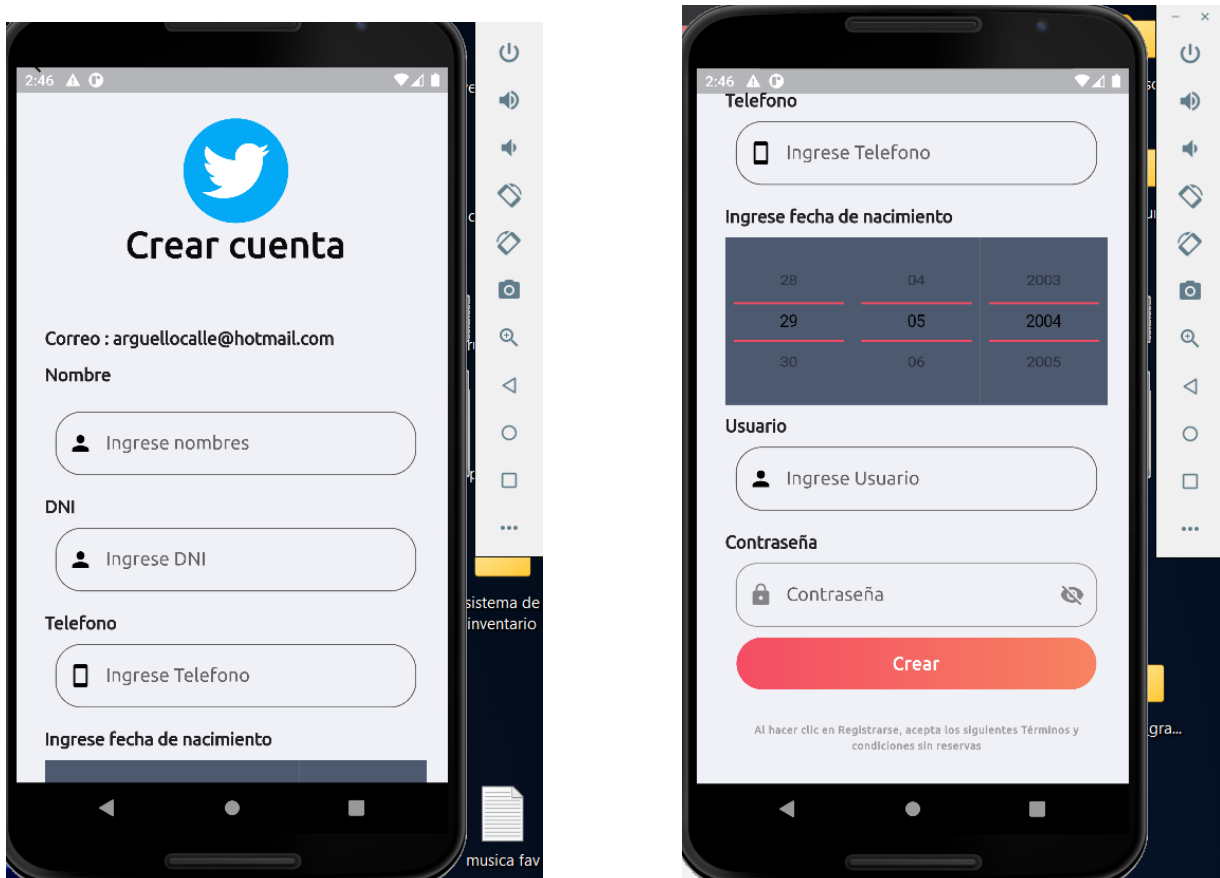 2:46
Crear cuenta
Correo : arguellocalle@hotmail.com
Nombre
Ingrese nombres
DNI
Ingrese DNI
Telefono
Ingrese Telefono
Ingrese fecha de nacimiento
sistema de
inventario
musica fav
2:46
Telefono
Ingrese Telefono
Ingrese fecha de nacimiento
28 04 2003
29 05 2004
30 06 2005
Usuario
Ingrese Usuario
Contraseña
Contraseña
Crear
Al hacer clic en Registrarse, acepta los siguientes Términos y
condiciones sin reservas
gra...